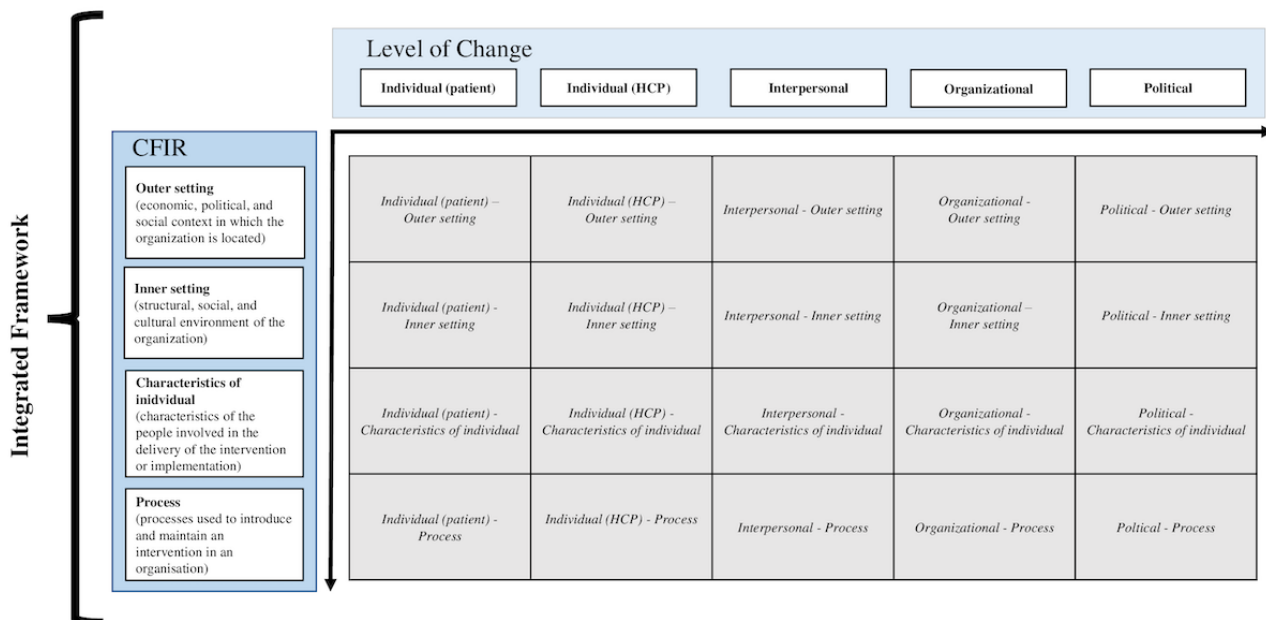 Integrated Framework
Level of Change
Individual (patient)
Individual (HCP)
Interpersonal
Organizational
Political
CFIR
Outer setting
(economic, political, and
social context in which the
organization is located)
Inner setting
(structural, social, and
cultural environment of the
organization)
Characteristics of
inidvidual
(characteristics of the
people involved in the
delivery of the intervention
or implementation)
Process
(processes used to introduce
and maintain an
intervention in an
organisation)
Individual (patient) –
Outer setting
Individual (HCP) –
Outer setting
Interpersonal - Outer setting
Organizational -
Outer setting
Political - Outer setting
Individual (patient) -
Inner setting
Individual (HCP) –
Inner setting
Interpersonal - Inner setting
Organizational –
Inner setting
Political - Inner setting
Individual (patient) -
Characteristics of individual
Individual (HCP) -
Characteristics of individual
Interpersonal -
Characteristics of individual
Organizational -
Characteristics of individual
Political -
Characteristics of individual
Individual (patient) -
Process
Individual (HCP) - Process
Interpersonal - Process
Organizational - Process
Poltical - Process